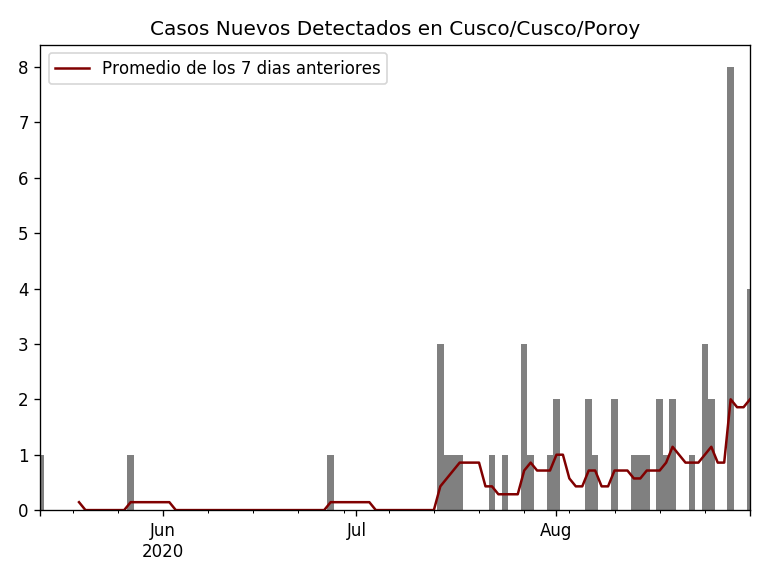 Casos Nuevos Detectados en Cusco/Cusco/Poroy
Promedio de los 7 dias anteriores
8
7
6
5
4
3
2
1
0
Jun
2020
Jul
Aug